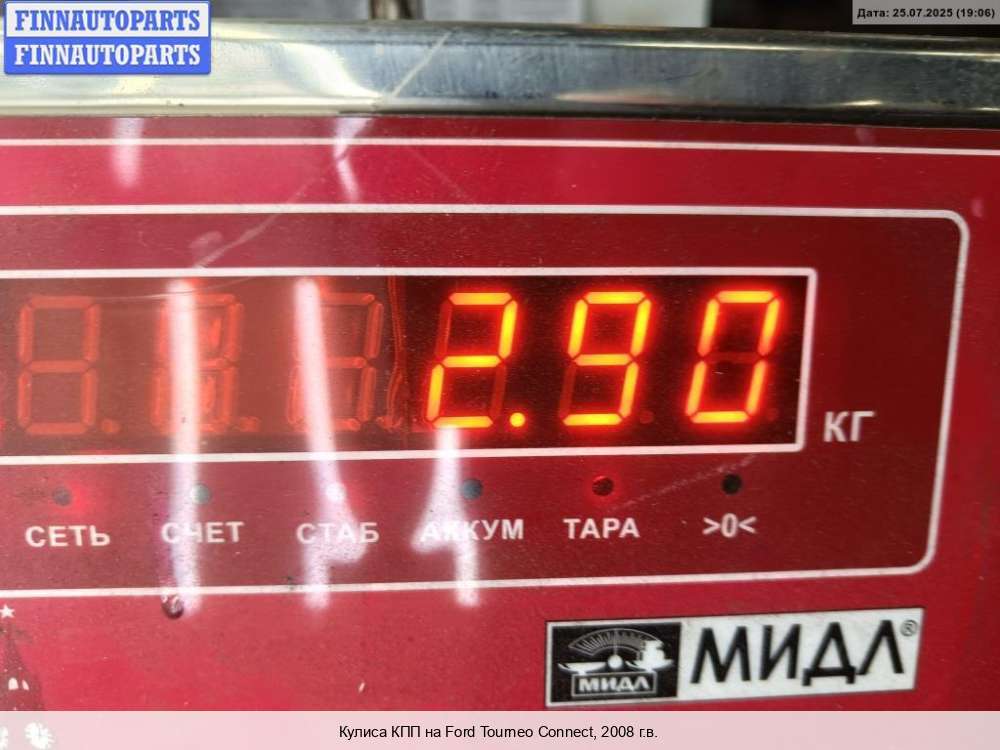 FINNAUTOPARTS
FINNAUTOPARTS
Дата: 25.07.2025 (19:06)
2.90
КГ
СЕТЬ СЧЕТ СТАБ АККУМ ТАРА >0<
МИДЛ МИДЛ®
Кулиса КПП на Ford Tourneo Connect, 2008 г.в.